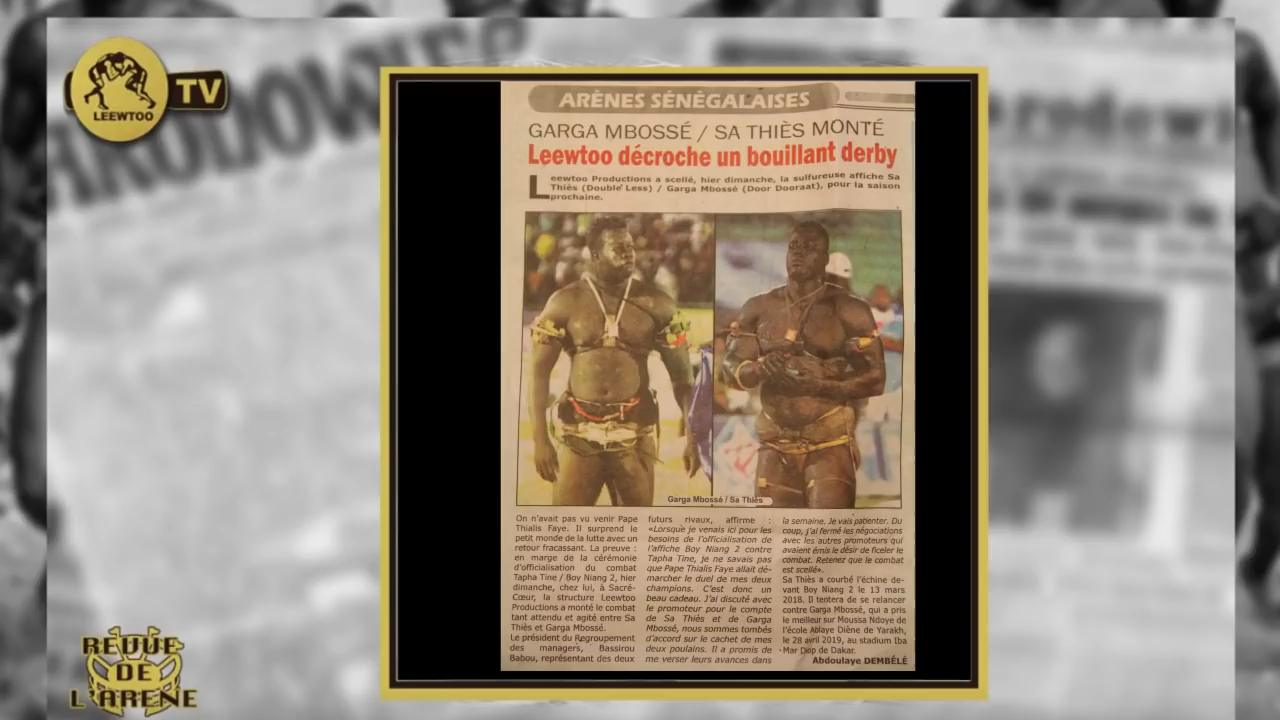 LEEWTOO
TV
ARÈNES SÉNÉGALAISES
GARGA MBOSSÉ / SA THIÈS MONTÉ
Leewtoo décroche un bouillant derby
Leewtoo Productions a scellé, hier dimanche, la sulfureuse affiche Sa
Thiès (Double Less) / Garga Mbossé (Door Dooraat), pour la saison
prochaine.
Garga Mbossé / Sa Thiès
On n'avait pas vu venir Pape
Thialis Faye. Il surprend le
petit monde de la lutte avec un
retour fracassant. La preuve :
en marge de la cérémonie
d'officialisation du combat
Tapha Tine / Boy Niang 2, hier
dimanche, chez lui, à Sacré-
Cœur, la structure Leewtoo
Productions a monté le combat
tant attendu et agité entre Sa
Thiès et Garga Mbossé.
Le président du Regroupement
des managers, Bassirou
Babou, représentant des deux
futurs rivaux, affirme :
«Lorsque je venais ici pour les
besoins de l'officialisation de
l'affiche Boy Niang 2 contre
Tapha Tine, je ne savais pas
que Pape Thialis Faye allait dé-
marcher le duel de mes deux
champions. C'est donc un
beau cadeau. J'ai discuté avec
le promoteur pour le compte
de Sa Thiès et de Garga
Mbossé, nous sommes tombés
d'accord sur le cachet de mes
deux poulains. Il a promis de
me verser leurs avances dans
la semaine. Je vais patienter. Du
coup, j'ai fermé les négociations
avec les autres promoteurs qui
avaient émis le désir de ficeler le
combat. Retenez que le combat
est scellé».
Sa Thiès a courbé l'échine de-
vant Boy Niang 2 le 13 mars
2018. Il tentera de se relancer
contre Garga Mbossé, qui a pris
le meilleur sur Moussa Ndoye de
l'école Ablaye Diène de Yarakh,
le 28 avril 2019, au stadium Iba
Mar Diop de Dakar.
Abdoulaye DEMBÉLÉ
REVUE
DE
L'ARENE